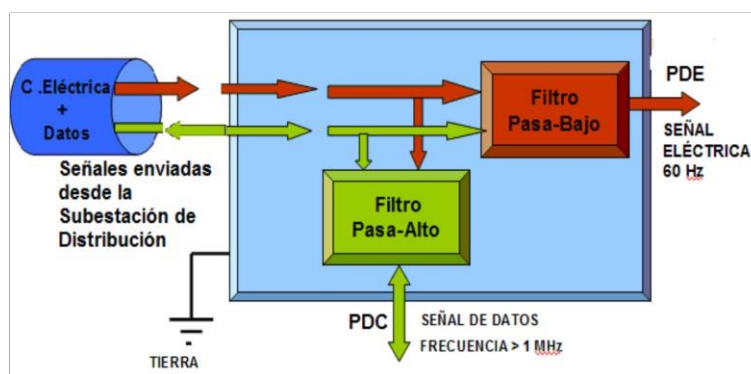 C .Eléctrica
+
Datos
Señales enviadas
desde la
Subestación de
Distribución
TIERRA
Filtro
Pasa-Bajo
Filtro
Pasa-Alto
PDE
SEÑAL
ELÉCTRICA
60 Hz
PDC
SEÑAL DE DATOS
FRECUENCIA > 1 MHz